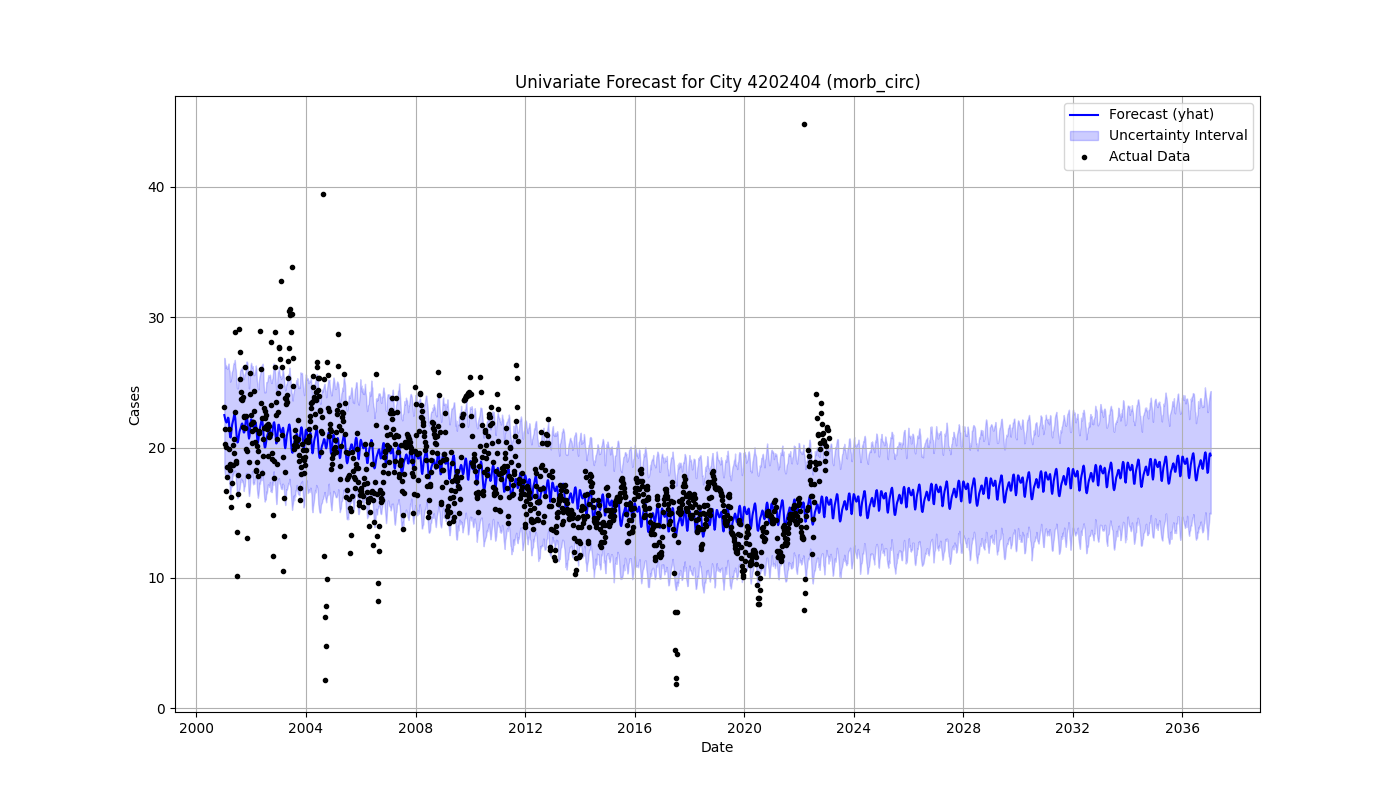 Univariate Forecast for City 4202404 (morb_circ)
Forecast (yhat)
Uncertainty Interval
Actual Data
40
30
20
10
0
Cases
2000 2004 2008 2012 2016 2020 2024 2028 2032 2036
Date